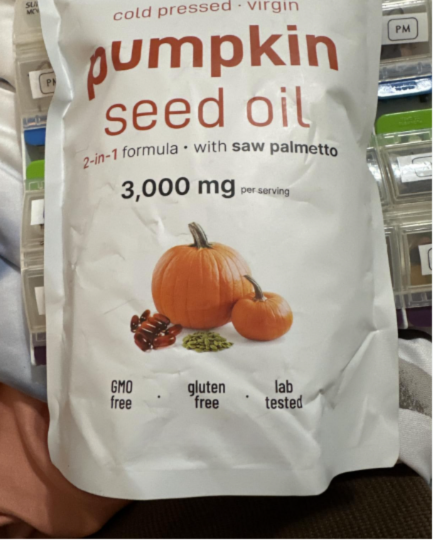 cold pressed · virgin
PM
pumpkin
seed oil
2-in-1 formula · with saw palmetto
3,000 mg per serving
GMO free · gluten free · lab tested